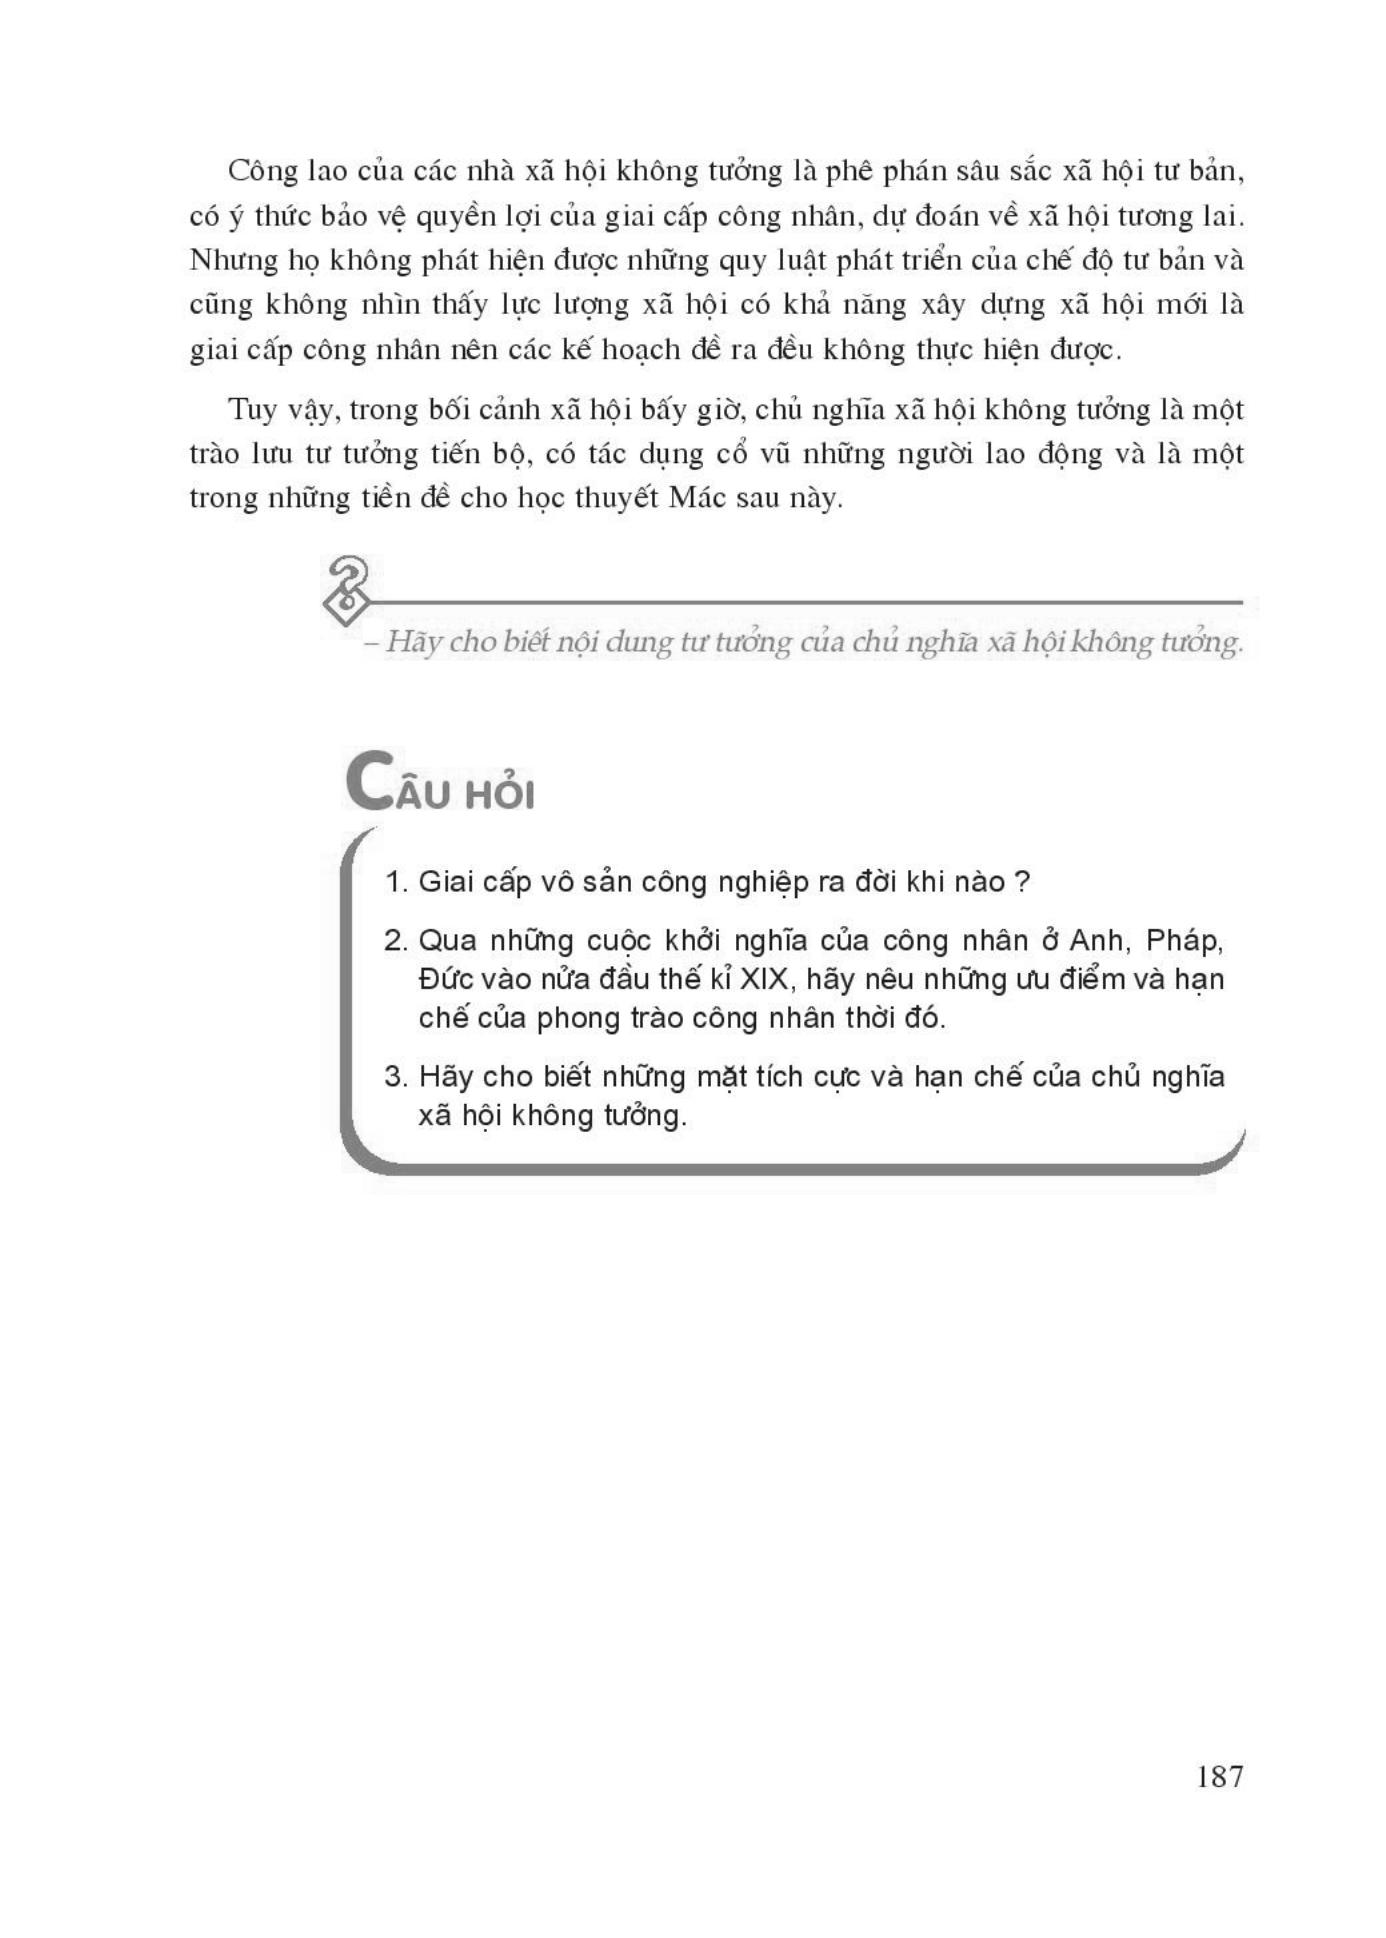 Công lao của các nhà xã hội không tưởng là phê phán sâu sắc xã hội tư bản,
có ý thức bảo vệ quyền lợi của giai cấp công nhân, dự đoán về xã hội tương lai.
Nhưng họ không phát hiện được những quy luật phát triển của chế độ tư bản và
cũng không nhìn thấy lực lượng xã hội có khả năng xây dựng xã hội mới là
giai cấp công nhân nên các kế hoạch đề ra đều không thực hiện được.
Tuy vậy, trong bối cảnh xã hội bấy giờ, chủ nghĩa xã hội không tưởng là một
trào lưu tư tưởng tiến bộ, có tác dụng cổ vũ những người lao động và là một
trong những tiền đề cho học thuyết Mác sau này.
?
– Hãy cho biết nội dung tư tưởng của chủ nghĩa xã hội không tưởng.
CÂU HỎI
1. Giai cấp vô sản công nghiệp ra đời khi nào ?
2. Qua những cuộc khởi nghĩa của công nhân ở Anh, Pháp,
Đức vào nửa đầu thế kỉ XIX, hãy nêu những ưu điểm và hạn
chế của phong trào công nhân thời đó.
3. Hãy cho biết những mặt tích cực và hạn chế của chủ nghĩa
xã hội không tưởng.
187